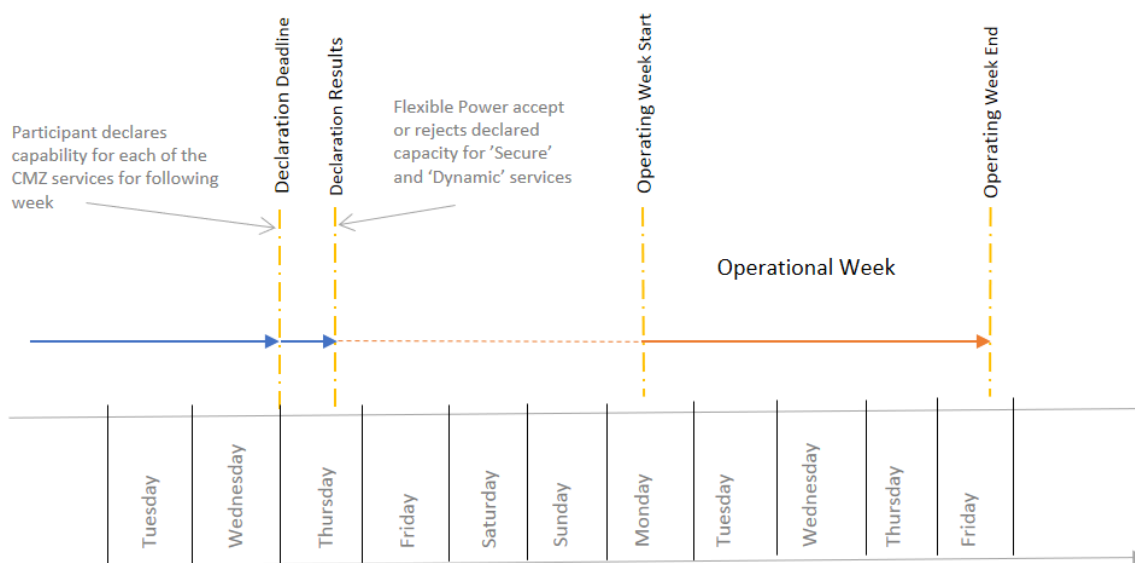 Declaration Deadline
Declaration Results
Operating Week Start
Operating Week End
Participant declares
capability for each of the
CMZ services for following
week
Flexible Power accept
or rejects declared
capacity for ’Secure’
and ‘Dynamic’ services
Operational Week
Tuesday
Wednesday
Thursday
Friday
Saturday
Sunday
Monday
Tuesday
Wednesday
Thursday
Friday